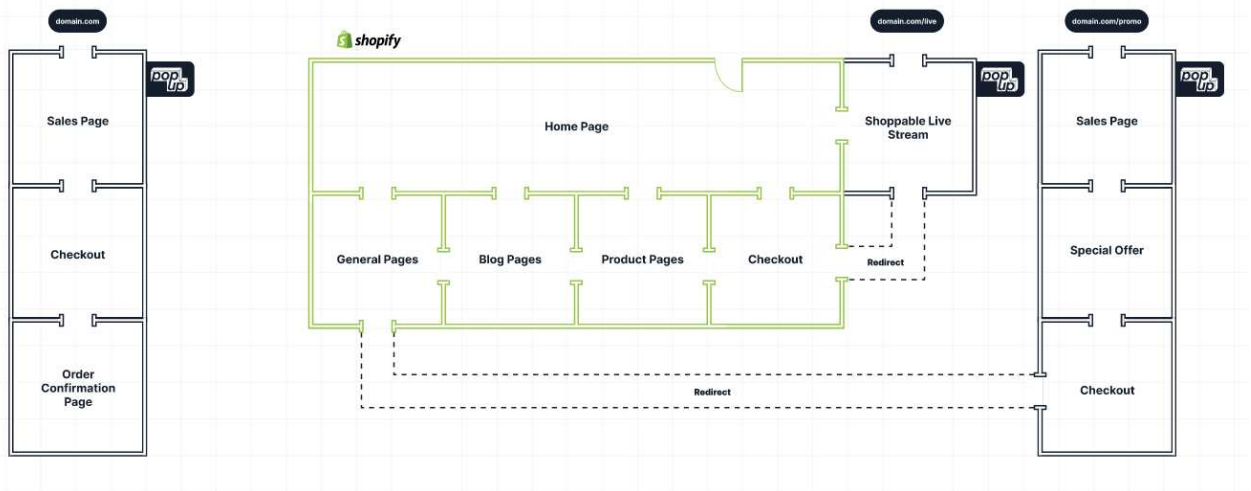 domain.com
pop up
Sales Page
Checkout
Order
Confirmation
Page
shopify
Home Page
General Pages
Blog Pages
Product Pages
Checkout
domain.com/live
pop up
Shoppable Live
Stream
Redirect
Redirect
domain.com/promo
pop up
Sales Page
Special Offer
Checkout